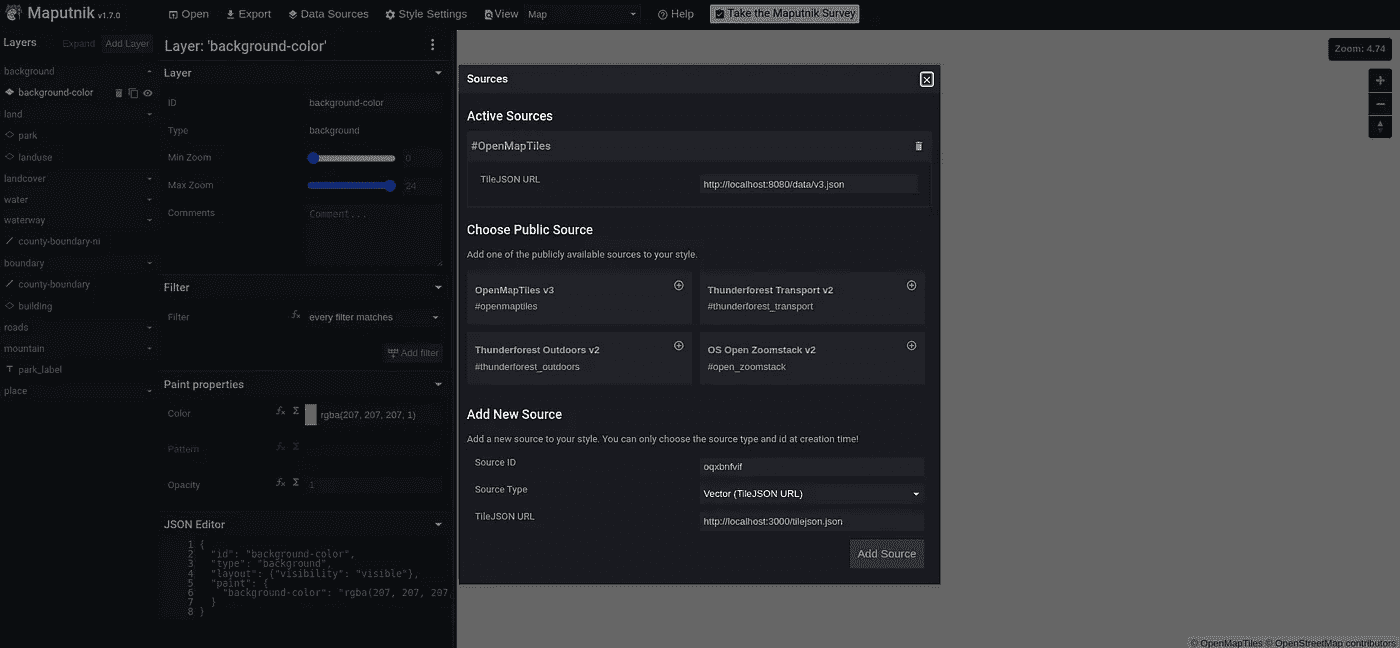 Maputnik v1.7.0
Open
Export
Data Sources
Style Settings
View
Map
Help
Take the Maputnik Survey
Layers
Expand
Add Layer
background
background-color
land
park
landuse
landcover
water
waterway
county-boundary-ni
boundary
county-boundary
building
roads
mountain
park_label
place
Layer: 'background-color'
Layer
ID
background-color
Type
background
Min Zoom
0
Max Zoom
24
Comments
Comment...
Filter
Filter
every filter matches
Add filter
Paint properties
Color
rgba(207, 207, 207, 1)
Pattern
Opacity
1
JSON Editor
1 {
2 "id": "background-color",
3 "type": "background",
4 "layout": {"visibility": "visible"},
5 "paint": {
6 "background-color": "rgba(207, 207, 207,
7 }
8 }
Sources
Active Sources
#OpenMapTiles
TileJSON URL
http://localhost:8080/data/v3.json
Choose Public Source
Add one of the publicly available sources to your style.
OpenMapTiles v3
#openmaptiles
Thunderforest Transport v2
#thunderforest_transport
Thunderforest Outdoors v2
#thunderforest_outdoors
OS Open Zoomstack v2
#open_zoomstack
Add New Source
Add a new source to your style. You can only choose the source type and id at creation time!
Source ID
oqxbnfvif
Source Type
Vector (TileJSON URL)
TileJSON URL
http://localhost:3000/tilejson.json
Add Source
Zoom: 4.74
© OpenMapTiles © OpenStreetMap contributors